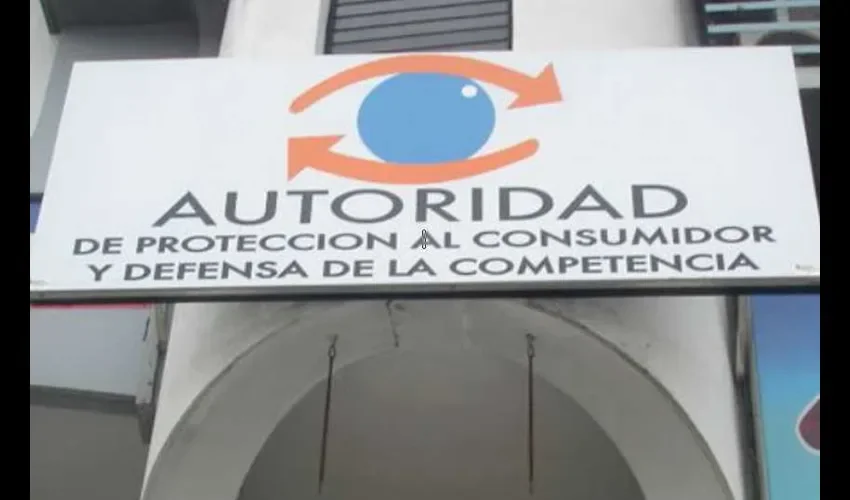 AUTORIDAD
DE PROTECCION AL CONSUMIDOR
Y DEFENSA DE LA COMPETENCIA